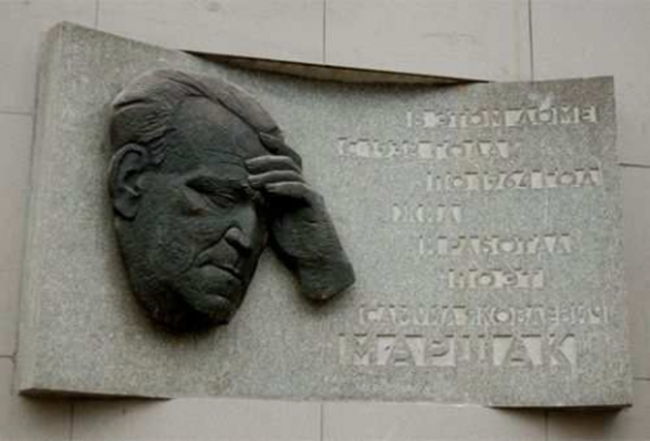 В ЭТОМ ДОМЕ
С 1938 ГОДА
ПО 1964 ГОД
ЖИЛ
И РАБОТАЛ
ПОЭТ
САМУИЛ ЯКОВЛЕВИЧ
МАРШАК